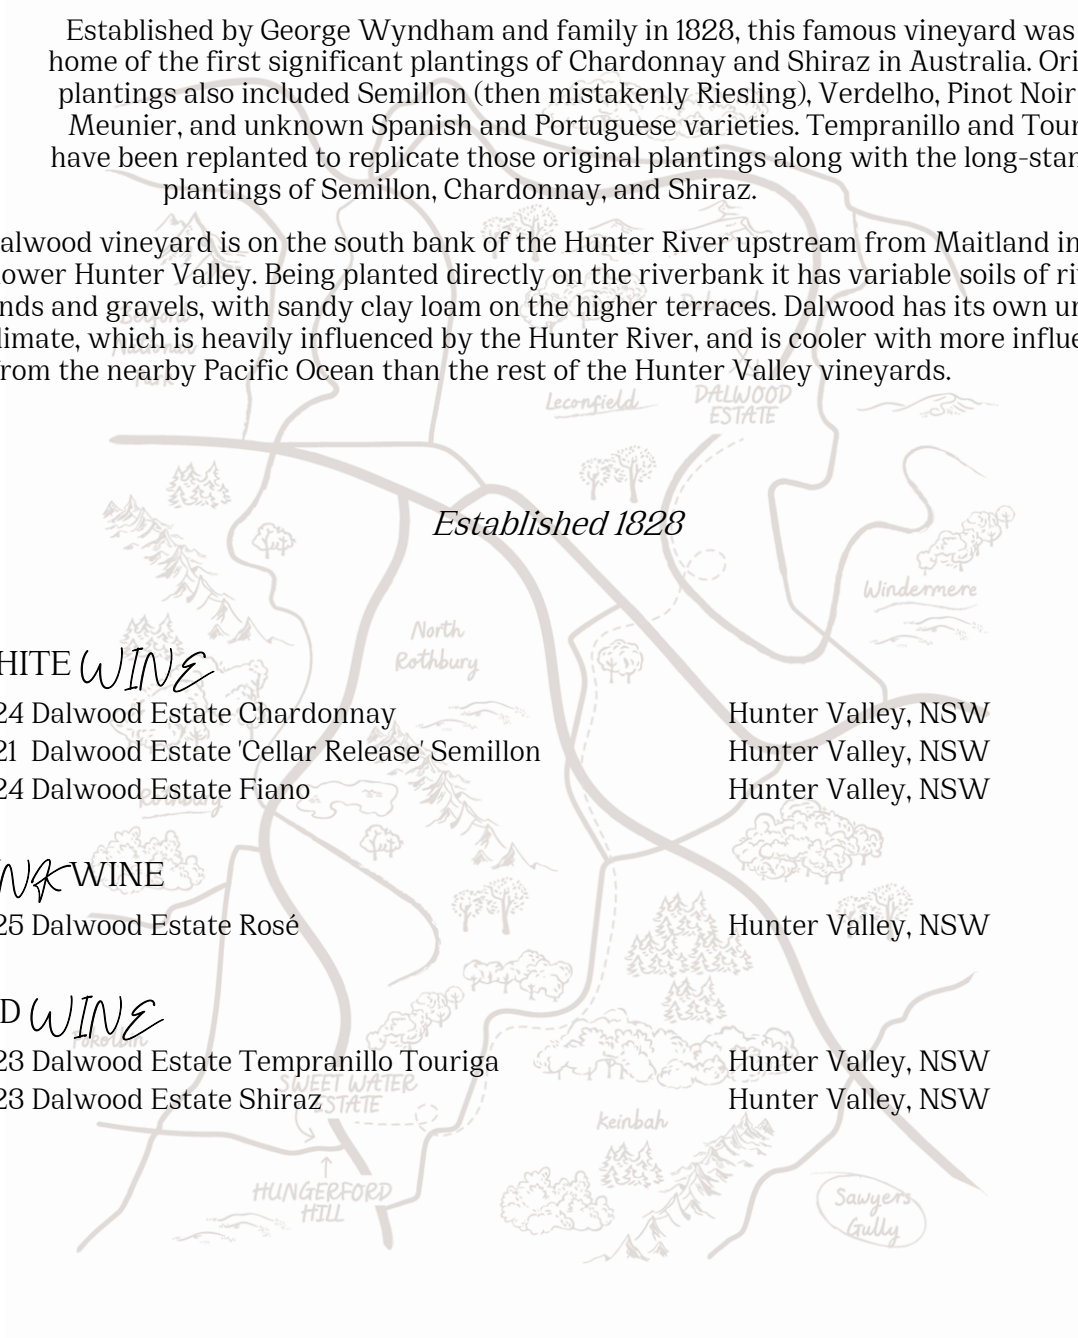 Established by George Wyndham and family in 1828, this famous vineyard was
home of the first significant plantings of Chardonnay and Shiraz in Australia. Ori
plantings also included Semillon (then mistakenly Riesling), Verdelho, Pinot Noir
Meunier, and unknown Spanish and Portuguese varieties. Tempranillo and Tour
have been replanted to replicate those original plantings along with the long-stan
plantings of Semillon, Chardonnay, and Shiraz.
alwood vineyard is on the south bank of the Hunter River upstream from Maitland in
lower Hunter Valley. Being planted directly on the riverbank it has variable soils of ri
nds and gravels, with sandy clay loam on the higher terraces. Dalwood has its own un
limate, which is heavily influenced by the Hunter River, and is cooler with more influe
rom the nearby Pacific Ocean than the rest of the Hunter Valley vineyards.
Belford
National
Park
Dalwood
Leconfield
DALWOOD
ESTATE
Established 1828
Windermere
North
Rothbury
HITE WINE
24 Dalwood Estate Chardonnay Hunter Valley, NSW
21 Dalwood Estate 'Cellar Release' Semillon Hunter Valley, NSW
24 Dalwood Estate Fiano Hunter Valley, NSW
Rothbury
NK WINE
25 Dalwood Estate Rosé Hunter Valley, NSW
D WINE
Pokolbin
23 Dalwood Estate Tempranillo Touriga Hunter Valley, NSW
SWEET WATER
ESTATE
23 Dalwood Estate Shiraz Hunter Valley, NSW
Keinbah
HUNGERFORD
HILL
Sawyers
Gully